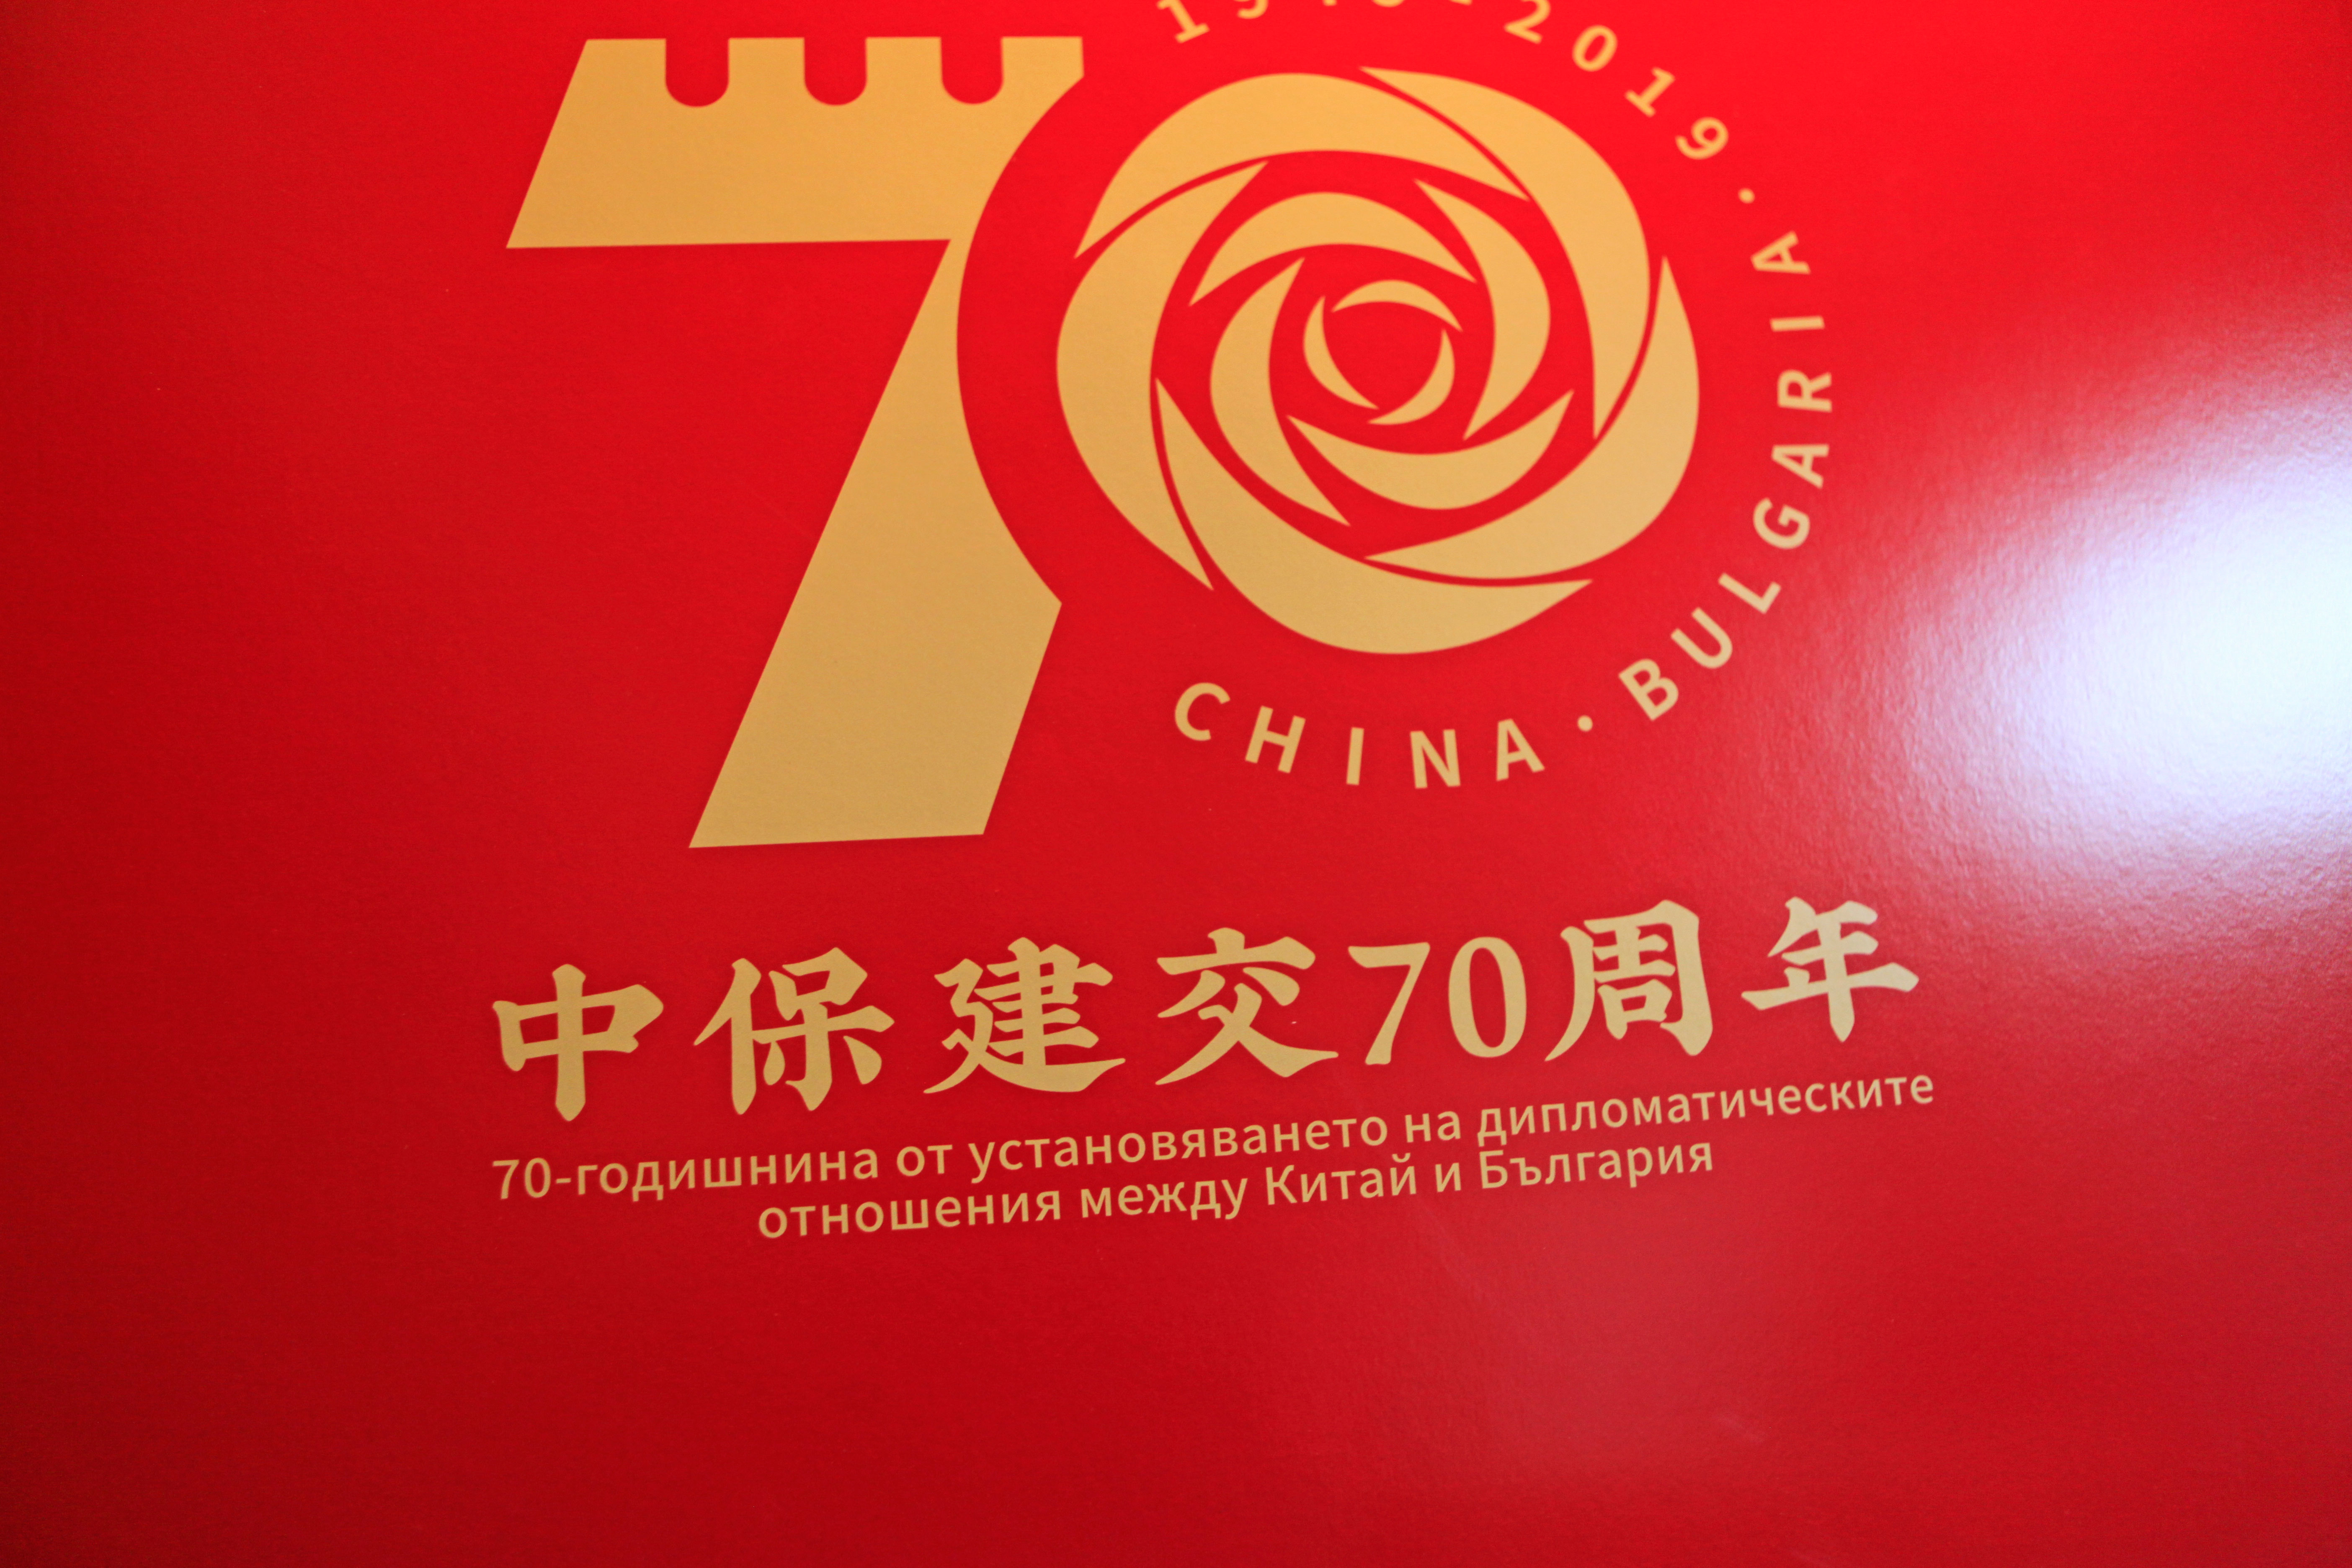 70
2019 · CHINA · BULGARIA ·
中保建交70周年
70-годишнина от установяването на дипломатическите
отношения между Китай и България